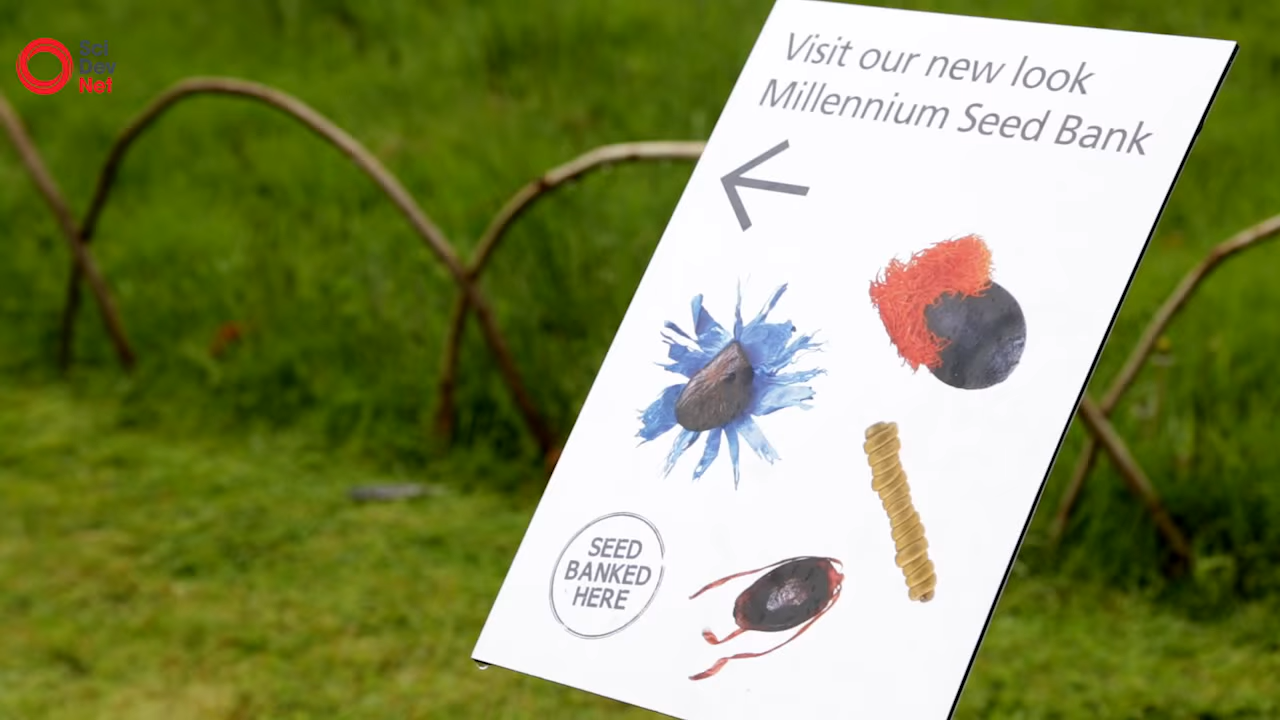 Sci
Dev
Net
Visit our new look
Millennium Seed Bank
SEED
BANKED
HERE